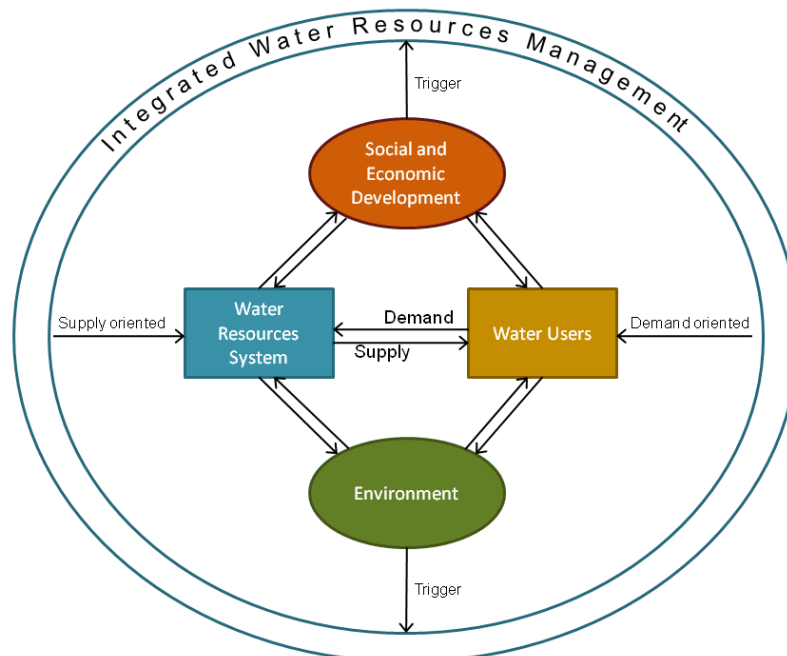 Integrated Water Resources Management
Trigger
Social and
Economic
Development
Water
Resources
System
Demand
Supply
Water Users
Supply oriented
Demand oriented
Environment
Trigger